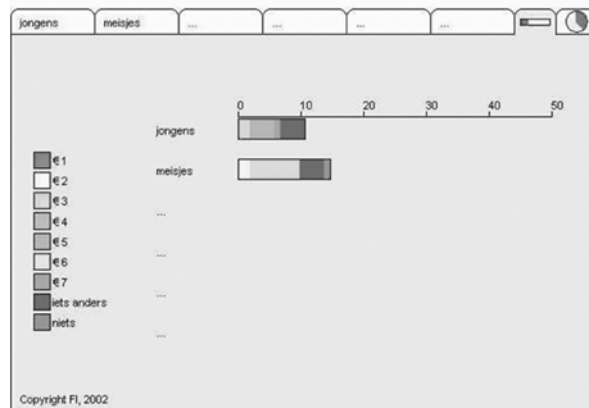 jongens meisjes ... ... ... ...
0 10 20 30 40 50
jongens
meisjes
...
...
...
...
€1
€2
€3
€4
€5
€6
€7
iets anders
niets
Copyright FI, 2002